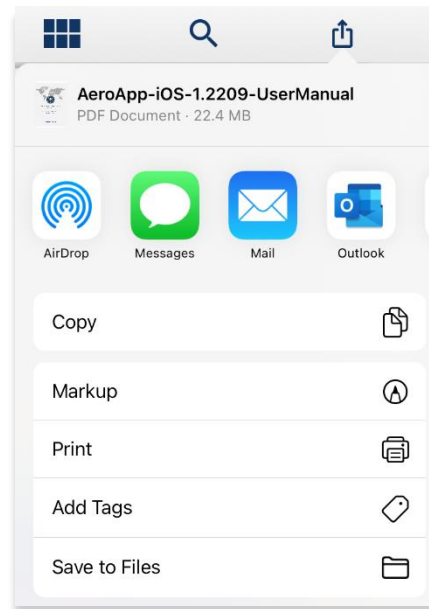 AeroApp-iOS-1.2209-UserManual
PDF Document · 22.4 MB
AirDrop Messages Mail Outlook
Copy
Markup
Print
Add Tags
Save to Files